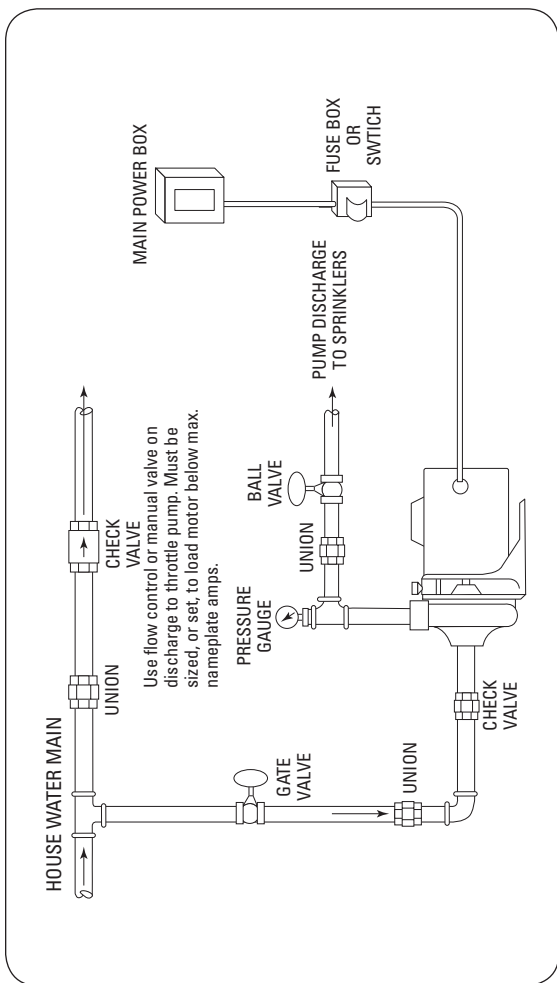 HOUSE WATER MAIN
UNION
CHECK
VALVE
Use flow control or manual valve on
discharge to throttle pump. Must be
sized, or set, to load motor below max.
nameplate amps.
MAIN POWER BOX
FUSE BOX
OR
SWTICH
PUMP DISCHARGE
TO SPRINKLERS
BALL
VALVE
UNION
PRESSURE
GAUGE
GATE
VALVE
UNION
CHECK
VALVE